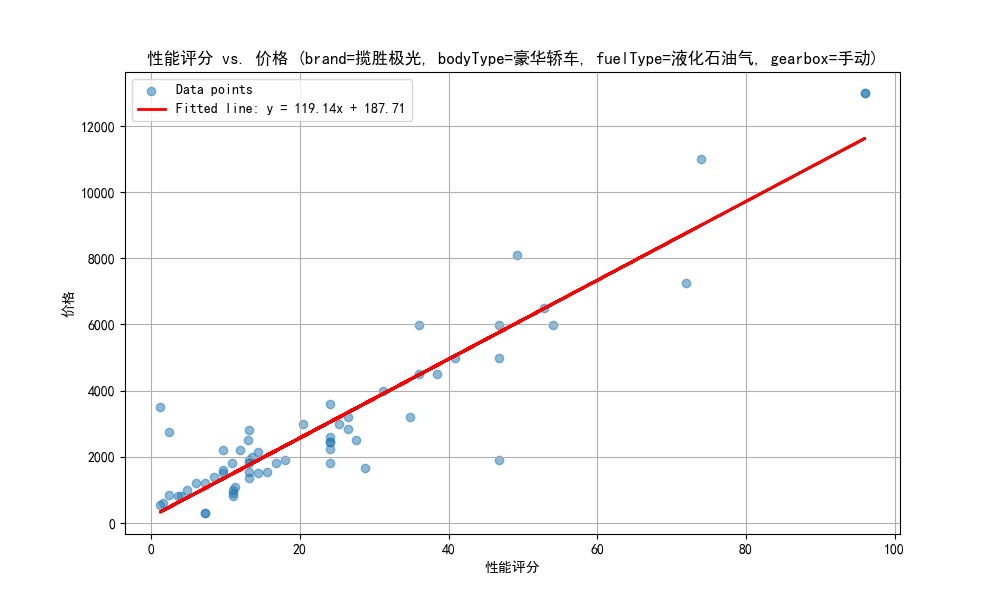 性能评分 vs. 价格 (brand=揽胜极光, bodyType=豪华轿车, fuelType=液化石油气, gearbox=手动)
Data points
Fitted line: y = 119.14x + 187.71
价格
12000
10000
8000
6000
4000
2000
0
0 20 40 60 80 100
性能评分